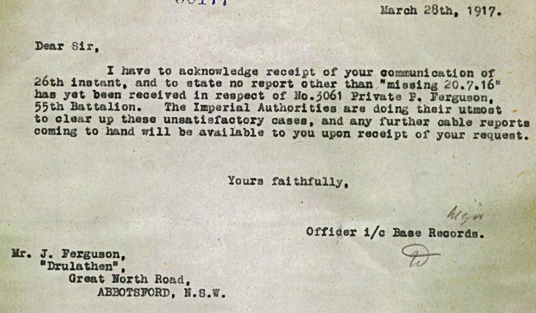 March 28th, 1917.
Dear Sir,
I have to acknowledge receipt of your communication of
26th instant, and to state no report other than "missing 20.7.16"
has yet been received in respect of No.3061 Private P. Ferguson,
55th Battalion. The Imperial Authorities are doing their utmost
to clear up these unsatisfactory cases, and any further cable reports
coming to hand will be available to you upon receipt of your request.
Yours faithfully,
Officer i/c Base Records.
Mr. J. Ferguson,
"Drulathen",
Great North Road,
ABBOTSFORD, N.S.W.